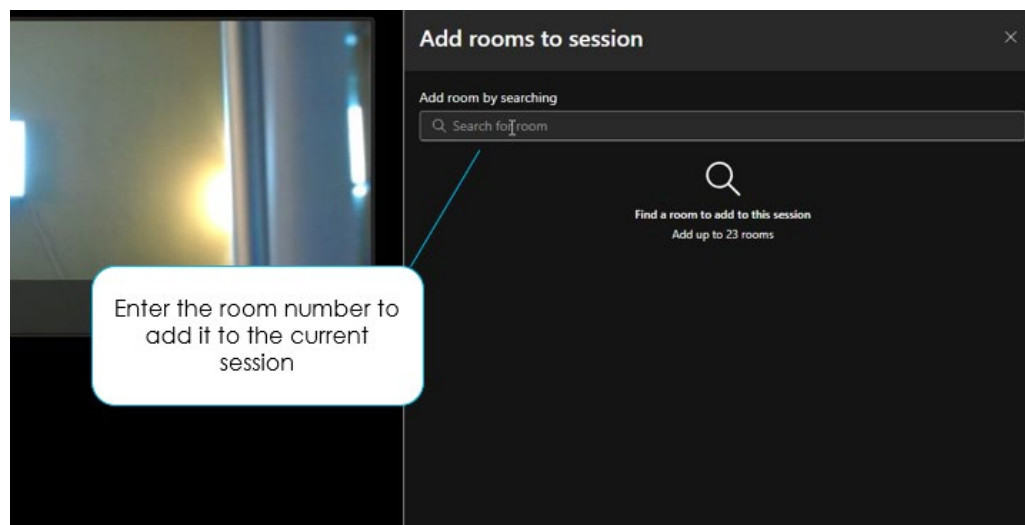 Add rooms to session
Add room by searching
Search for room
Find a room to add to this session
Add up to 23 rooms
Enter the room number to
add it to the current
session